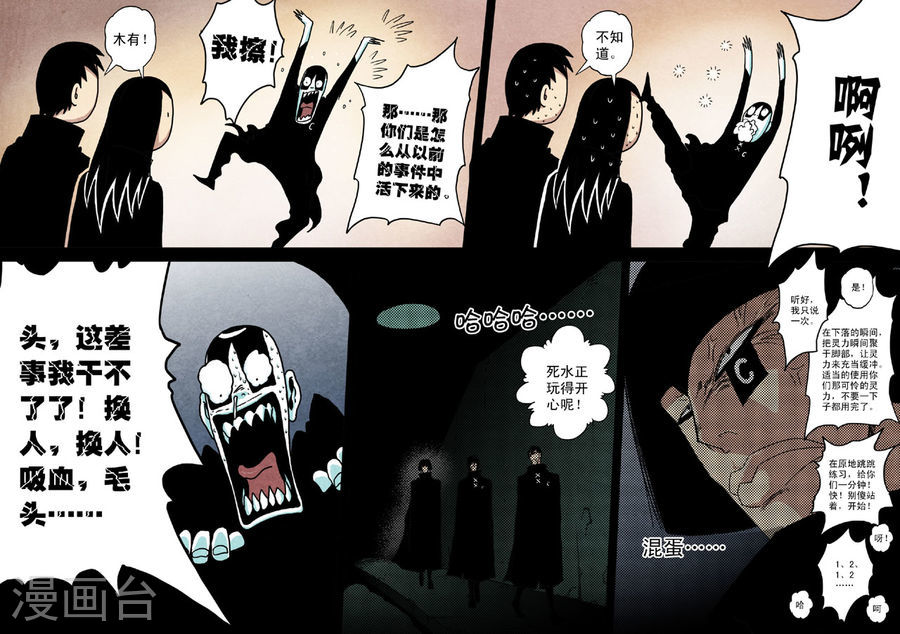 木有！
我擦！
那……那
你们是怎
么从以前
的事件中
活下来的。
不知
道。
啊咚！
头，这差
事我干不
了了！换
人，换人！
吸血，毛
头……
哈哈哈……
死水正
玩得开
心呢！
是！
听好，
我只说
一次。
在下落的瞬间，
把灵力瞬间聚
于脚部，让灵
力来充当缓冲。
适当的使用你
们那可怜的灵
力，不要一下
子都用完了。
混蛋……
在原地跳跳
练习，给你
们一分钟！
快！别傻站
着，开始！
呀！
1、2、
1、2
……
哈
呵
漫画台